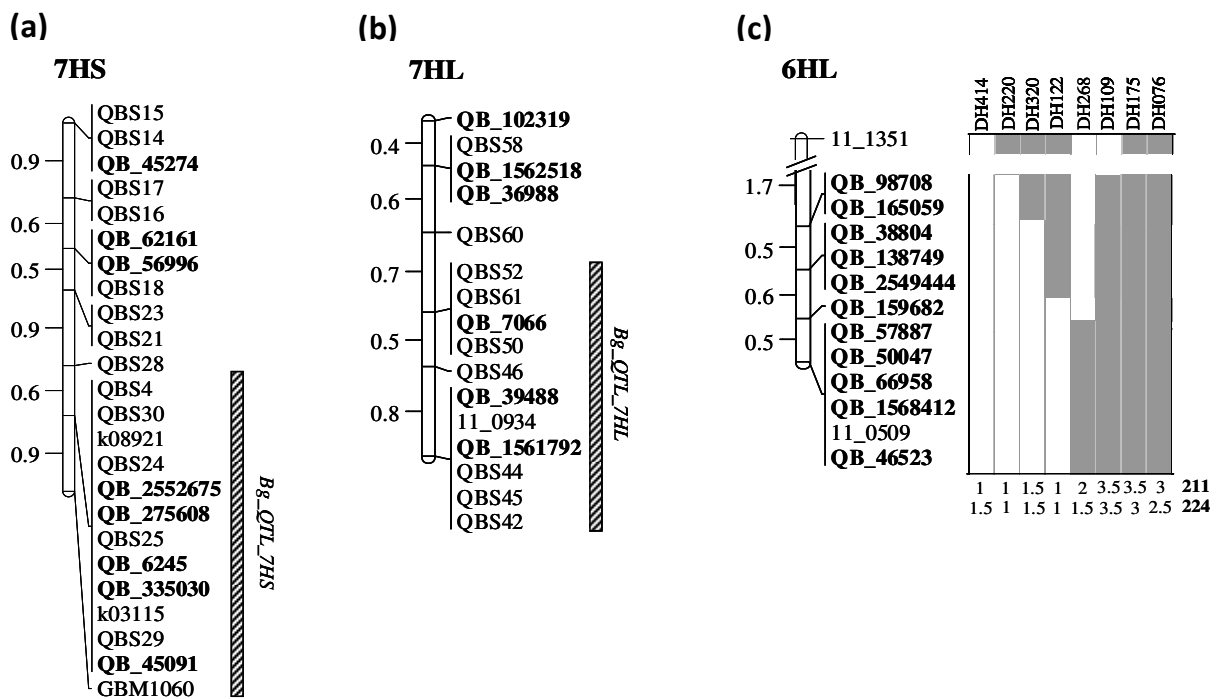 (a)
7HS
QBS15
QBS14
QB_45274
QBS17
QBS16
QB_62161
QB_56996
QBS18
QBS23
QBS21
QBS28
QBS4
QBS30
k08921
QBS24
QB_2552675
QB_275608
QBS25
QB_6245
QB_335030
k03115
QBS29
QB_45091
GBM1060
0.9
0.6
0.5
0.9
0.6
0.9
Bg_QTL_7HS
(b)
7HL
QB_102319
QBS58
QB_1562518
QB_36988
QBS60
QBS52
QBS61
QB_7066
QBS50
QBS46
QB_39488
11_0934
QB_1561792
QBS44
QBS45
QBS42
0.4
0.6
0.7
0.5
0.8
Bg_QTL_7HL
(c)
6HL
11_1351
QB_98708
QB_165059
QB_38804
QB_138749
QB_2549444
QB_159682
QB_57887
QB_50047
QB_66958
QB_1568412
11_0509
QB_46523
1.7
0.5
0.6
0.5
DH414
DH220
DH320
DH122
DH268
DH109
DH175
DH076
1 1 1.5 1 2 3.5 3.5 3 211
1.5 1 1.5 1 1.5 3.5 3 2.5 224